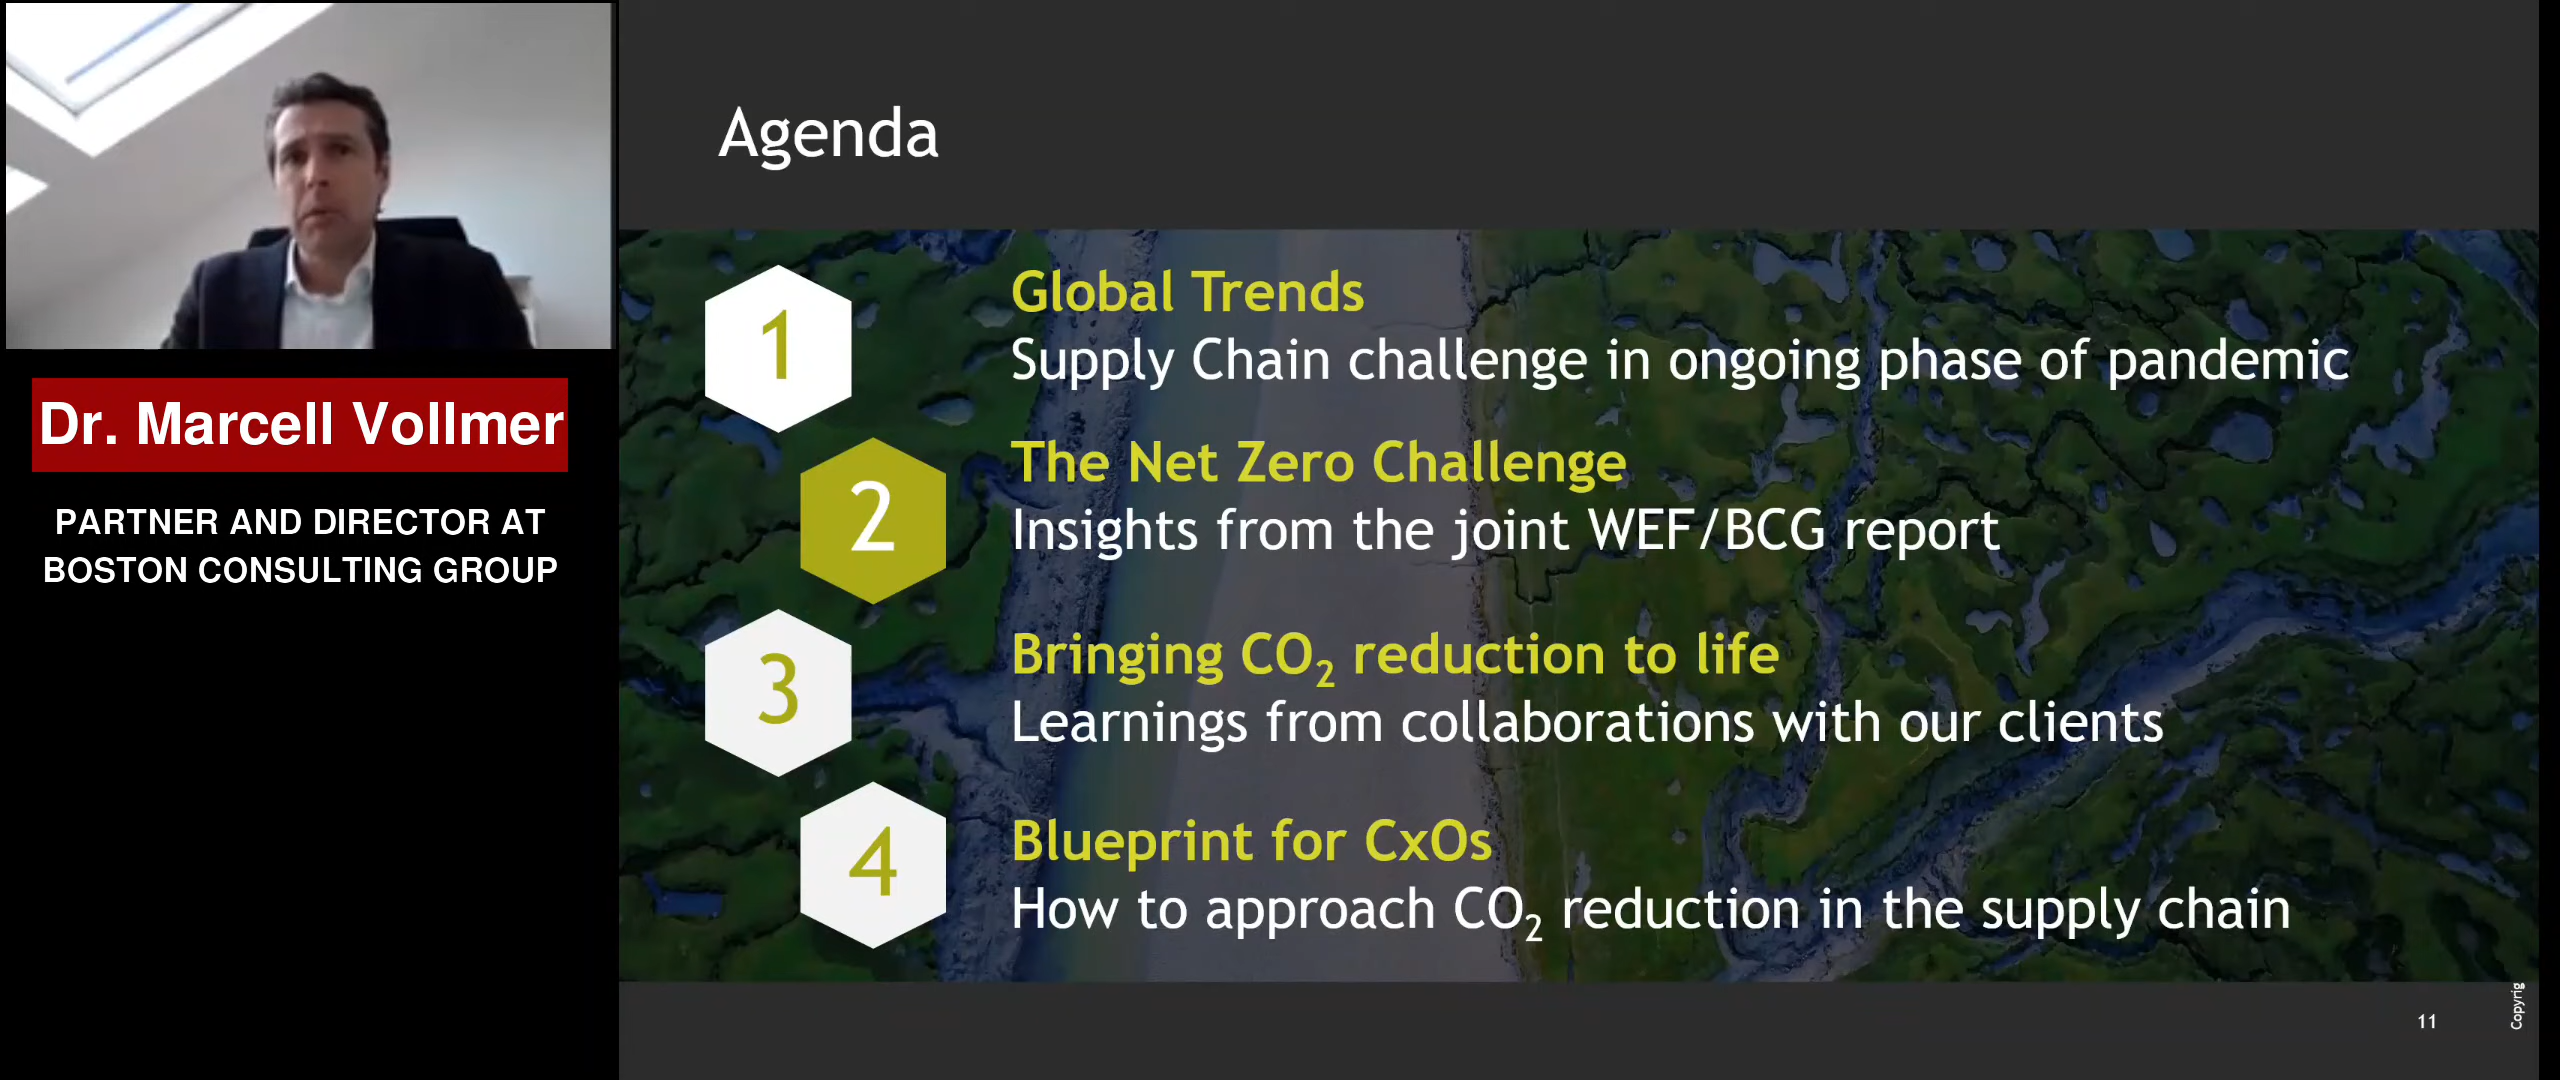 Dr. Marcell Vollmer
PARTNER AND DIRECTOR AT
BOSTON CONSULTING GROUP
Agenda
1
Global Trends
Supply Chain challenge in ongoing phase of pandemic
2
The Net Zero Challenge
Insights from the joint WEF/BCG report
3
Bringing CO₂ reduction to life
Learnings from collaborations with our clients
4
Blueprint for CxOs
How to approach CO₂ reduction in the supply chain
11
Copyrig